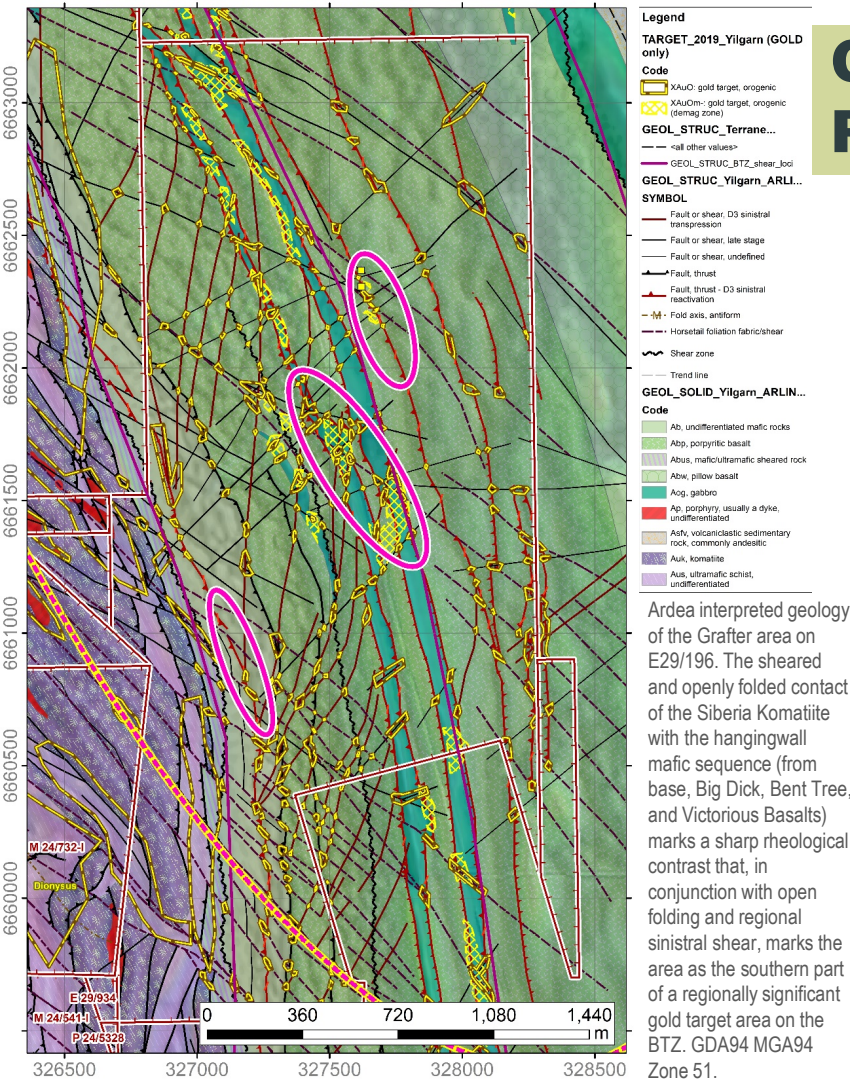 Legend
TARGET_2019_Yilgarn (GOLD
only)
Code
XAuO: gold target, orogenic
XAuOm-: gold target, orogenic
(demag zone)
GEOL_STRUC_Terrane...
<all other values>
GEOL_STRUC_BTZ_shear_loci
GEOL_STRUC_Yilgarn_ARLI...
SYMBOL
Fault or shear, D3 sinistral
transpression
Fault or shear, late stage
Fault or shear, undefined
Fault, thrust
Fault, thrust - D3 sinistral
reactivation
Fold axis, antiform
Horsetail foliation fabric/shear
Shear zone
Trend line
GEOL_SOLID_Yilgarn_ARLIN...
Code
Ab, undifferentiated mafic rocks
Abp, porpyritic basalt
Abus, mafic/ultramafic sheared rock
Abw, pillow basalt
Aog, gabbro
Ap, porphyry, usually a dyke,
undifferentiated
Asfv, volcaniclastic sedimentary
rock, commonly andesitic
Auk, komatiite
Aus, ultramafic schist,
undifferentiated
Ardea interpreted geology
of the Grafter area on
E29/196. The sheared
and openly folded contact
of the Siberia Komatiite
with the hangingwall
mafic sequence (from
base, Big Dick, Bent Tree,
and Victorious Basalts)
marks a sharp rheological
contrast that, in
conjunction with open
folding and regional
sinistral shear, marks the
area as the southern part
of a regionally significant
gold target area on the
BTZ. GDA94 MGA94
Zone 51.
6663000
6662500
6662000
6661500
6661000
6660500
6660000
M 24/732-I
Dionysus
E 29/934
M 24/541-I
P 24/5328
0 360 720 1,080 1,440
m
326500 327000 327500 328000 328500